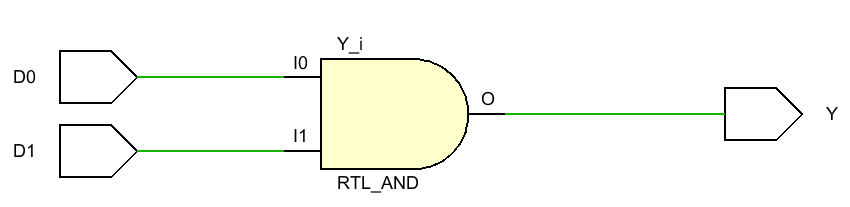 Y_i
I0
D0
O
Y
I1
D1
RTL_AND